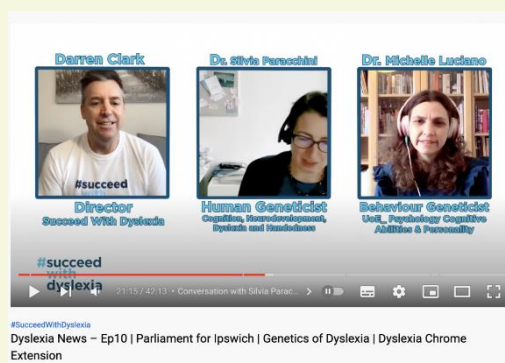 Darren Clark
Dr. Silvia Paracchini
Dr. Michelle Luciano
#succeed
Director
Succeed With Dyslexia
Human Geneticist
Cognition, Neurodevelopment,
Dyslexia and Handedness
Behaviour Geneticist
UoE_ Psychology Cognitive
Abilities & Personality
#succeed
with
dyslexia
21:15 / 42:13 • Conversation with Silvia Parac...
#SucceedWithDyslexia
Dyslexia News – Ep10 | Parliament for Ipswich | Genetics of Dyslexia | Dyslexia Chrome
Extension